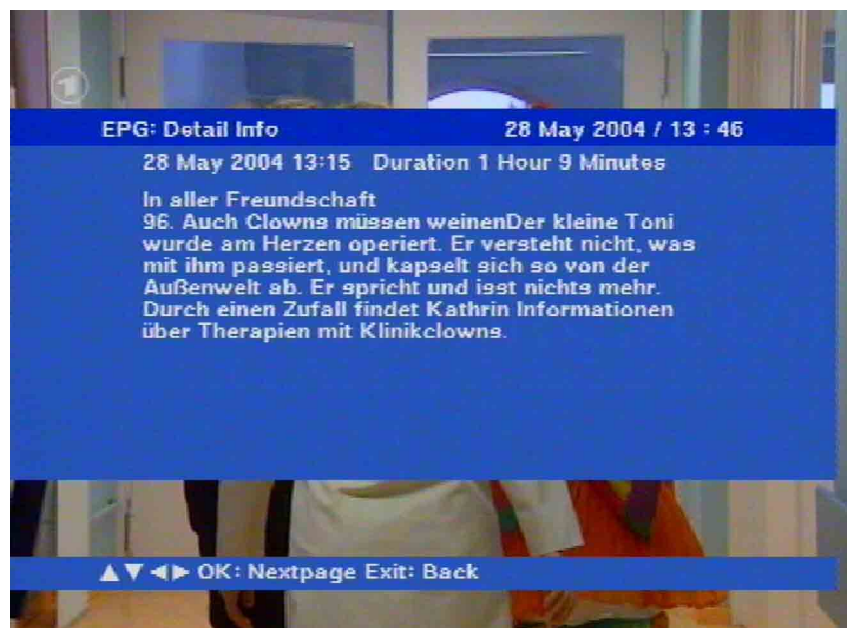 1
EPG: Detail Info 28 May 2004 / 13 : 46
28 May 2004 13:15 Duration 1 Hour 9 Minutes
In aller Freundschaft
96. Auch Clowns müssen weinenDer kleine Toni
wurde am Herzen operiert. Er versteht nicht, was
mit ihm passiert, und kapselt sich so von der
Außenwelt ab. Er spricht und isst nichts mehr.
Durch einen Zufall findet Kathrin Informationen
über Therapien mit Klinikclowns.
▲▼◀▶ OK: Nextpage Exit: Back